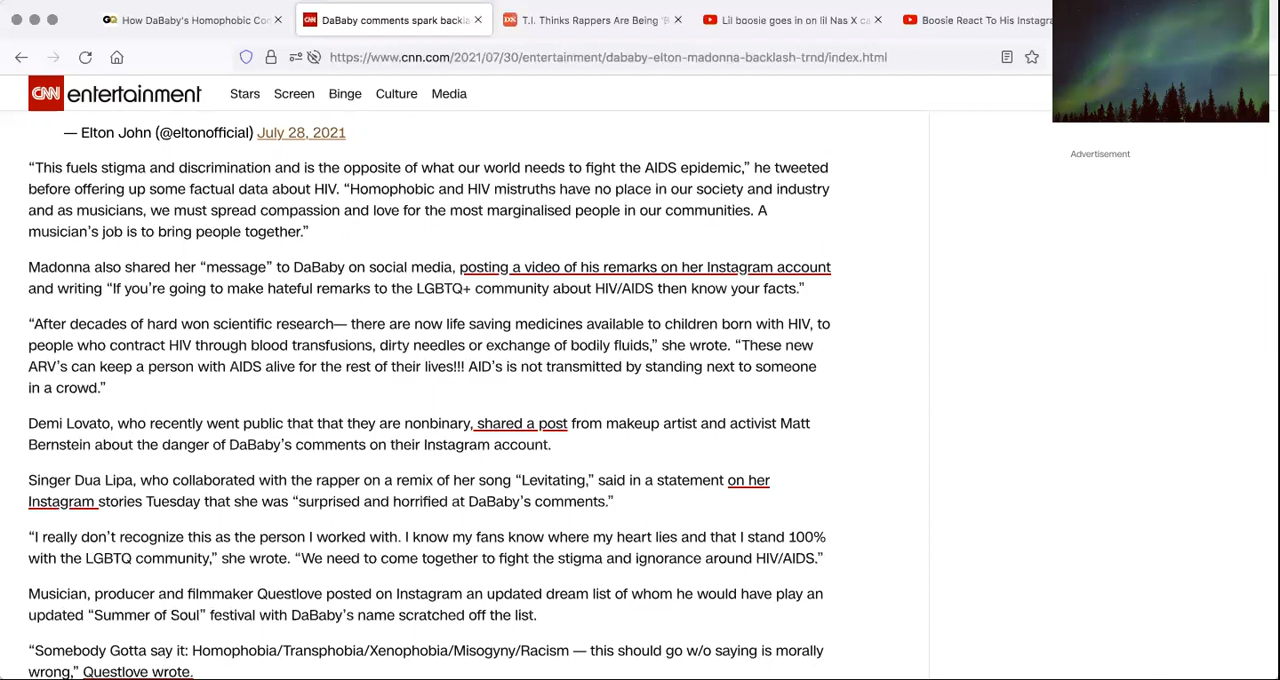 GQ How DaBaby's Homophobic Co
CNN DaBaby comments spark backla
T.I. Thinks Rappers Are Being
Lil boosie goes in on lil Nas X ca
Boosie React To His Instagra
https://www.cnn.com/2021/07/30/entertainment/dababy-elton-madonna-backlash-trnd/index.html
CNN entertainment Stars Screen Binge Culture Media
— Elton John (@eltonofficial) July 28, 2021
Advertisement
“This fuels stigma and discrimination and is the opposite of what our world needs to fight the AIDS epidemic,” he tweeted
before offering up some factual data about HIV. “Homophobic and HIV mistruths have no place in our society and industry
and as musicians, we must spread compassion and love for the most marginalised people in our communities. A
musician’s job is to bring people together.”
Madonna also shared her “message” to DaBaby on social media, posting a video of his remarks on her Instagram account
and writing “If you’re going to make hateful remarks to the LGBTQ+ community about HIV/AIDS then know your facts.”
“After decades of hard won scientific research— there are now life saving medicines available to children born with HIV, to
people who contract HIV through blood transfusions, dirty needles or exchange of bodily fluids,” she wrote. “These new
ARV’s can keep a person with AIDS alive for the rest of their lives!!! AID’s is not transmitted by standing next to someone
in a crowd.”
Demi Lovato, who recently went public that that they are nonbinary, shared a post from makeup artist and activist Matt
Bernstein about the danger of DaBaby’s comments on their Instagram account.
Singer Dua Lipa, who collaborated with the rapper on a remix of her song “Levitating,” said in a statement on her
Instagram stories Tuesday that she was “surprised and horrified at DaBaby’s comments.”
“I really don’t recognize this as the person I worked with. I know my fans know where my heart lies and that I stand 100%
with the LGBTQ community,” she wrote. “We need to come together to fight the stigma and ignorance around HIV/AIDS.”
Musician, producer and filmmaker Questlove posted on Instagram an updated dream list of whom he would have play an
updated “Summer of Soul” festival with DaBaby’s name scratched off the list.
“Somebody Gotta say it: Homophobia/Transphobia/Xenophobia/Misogyny/Racism — this should go w/o saying is morally
wrong,” Questlove wrote.